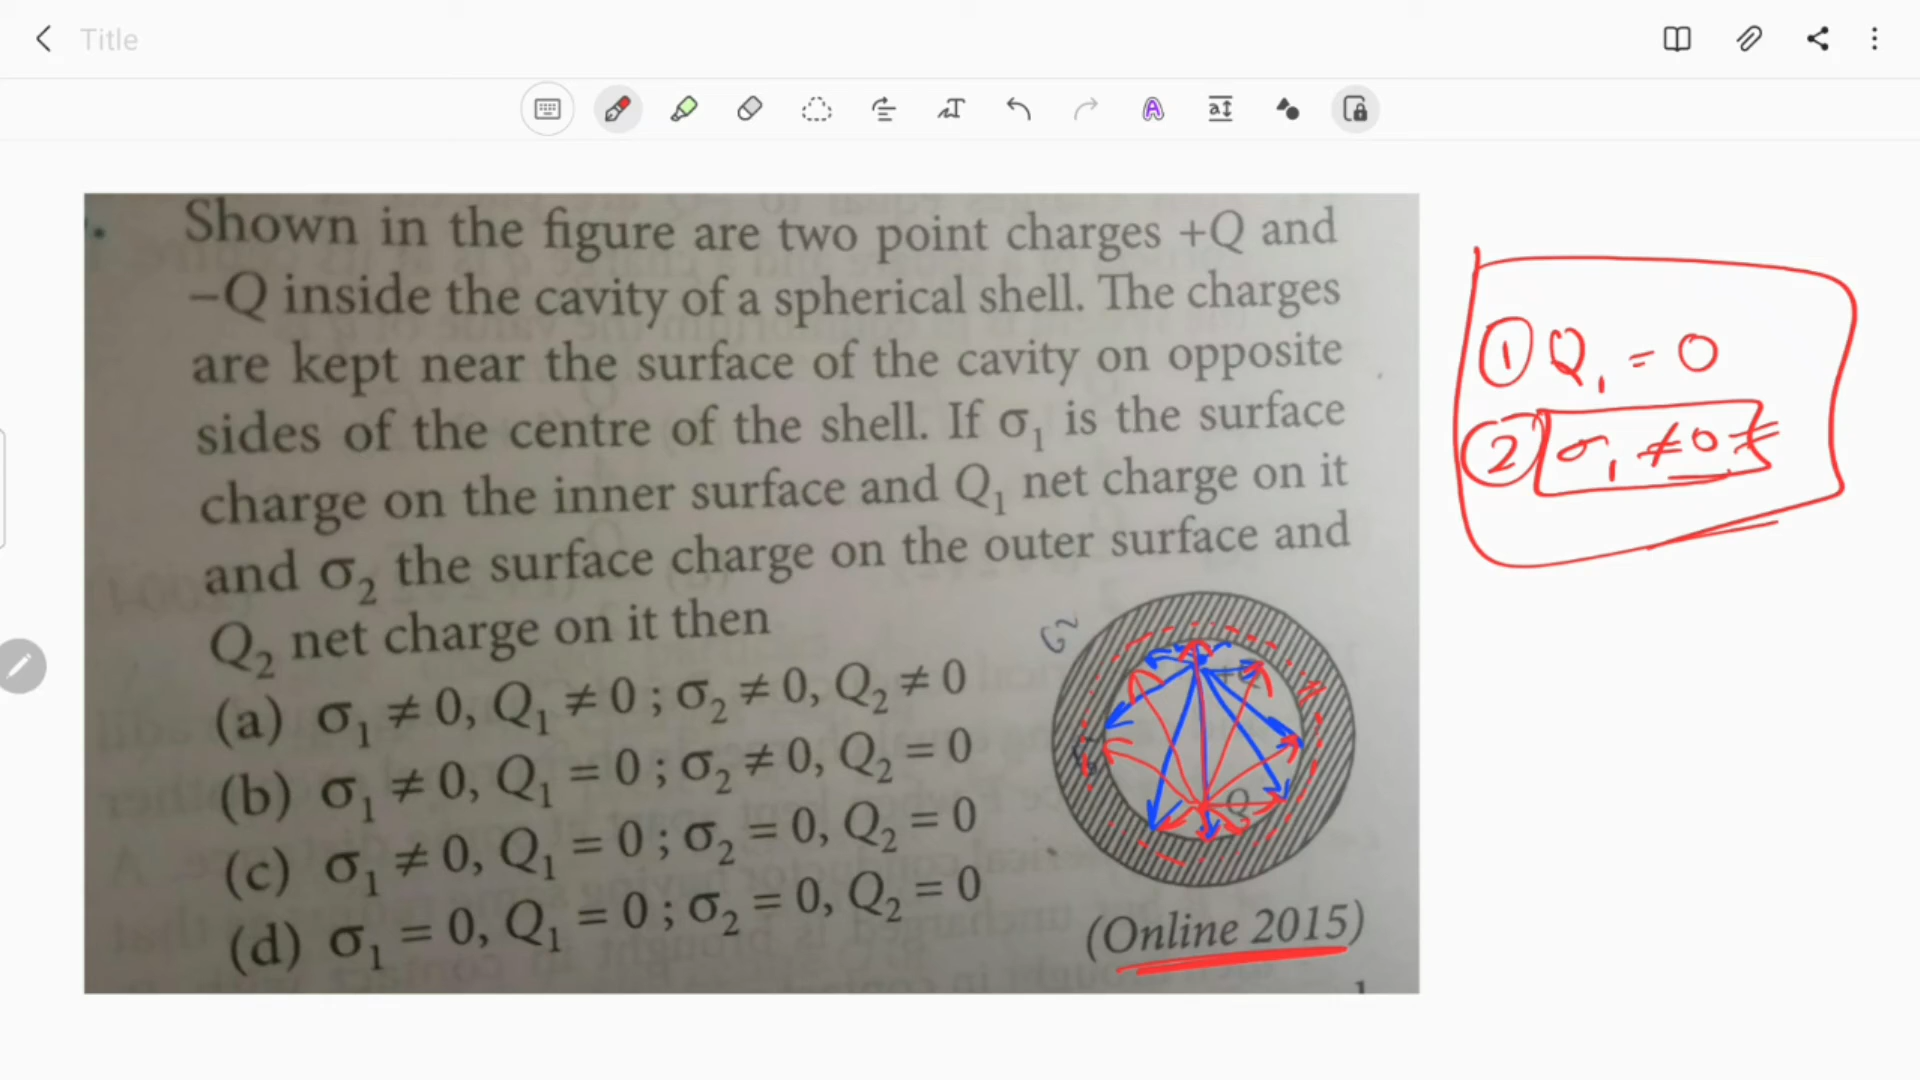 Title
Shown in the figure are two point charges +Q and
−Q inside the cavity of a spherical shell. The charges
are kept near the surface of the cavity on opposite
sides of the centre of the shell. If σ₁ is the surface
charge on the inner surface and Q₁ net charge on it
and σ₂ the surface charge on the outer surface and
Q₂ net charge on it then
(a) σ₁ ≠ 0, Q₁ ≠ 0 ; σ₂ ≠ 0, Q₂ ≠ 0
(b) σ₁ ≠ 0, Q₁ = 0 ; σ₂ ≠ 0, Q₂ = 0
(c) σ₁ ≠ 0, Q₁ = 0 ; σ₂ = 0, Q₂ = 0
(d) σ₁ = 0, Q₁ = 0 ; σ₂ = 0, Q₂ = 0
+Q
Q
(Online 2015)
① Q₁ = 0
② σ₁ ≠ 0